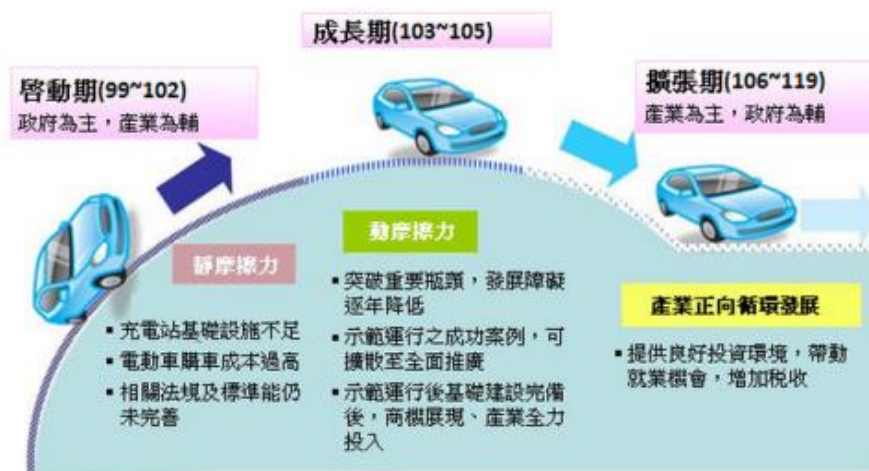 成長期(103~105)
啓動期(99~102)
政府為主，產業為輔
擴張期(106~119)
產業為主，政府為輔
靜摩擦力
▪ 充電站基礎設施不足
▪ 電動車購車成本過高
▪ 相關法規及標準能仍
未完善
動摩擦力
▪ 突破重要瓶頸，發展障礙
逐年降低
▪ 示範運行之成功案例，可
擴散至全面推廣
▪ 示範運行後基礎建設完備
後，商機展現、產業全力
投入
產業正向循環發展
▪ 提供良好投資環境，帶動
就業機會，增加稅收